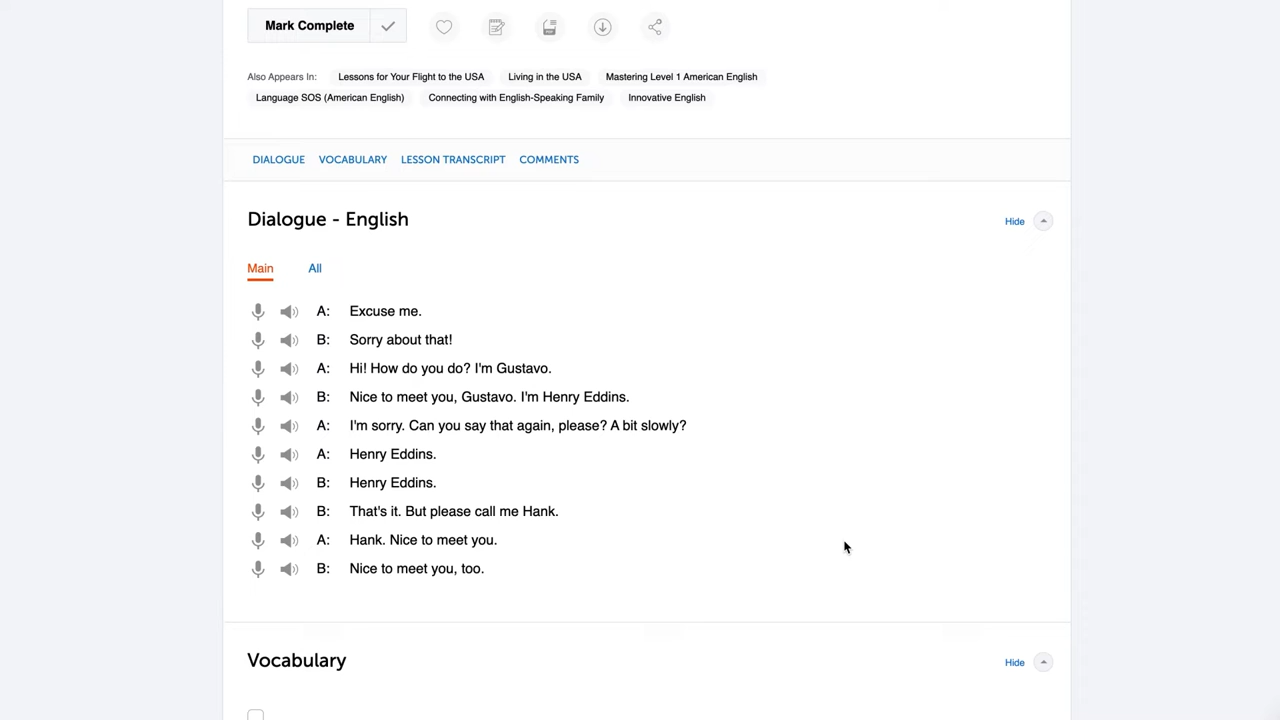 Mark Complete
Also Appears In: Lessons for Your Flight to the USA Living in the USA Mastering Level 1 American English
Language SOS (American English) Connecting with English-Speaking Family Innovative English
DIALOGUE VOCABULARY LESSON TRANSCRIPT COMMENTS
Dialogue - English Hide
Main All
A: Excuse me.
B: Sorry about that!
A: Hi! How do you do? I'm Gustavo.
B: Nice to meet you, Gustavo. I'm Henry Eddins.
A: I'm sorry. Can you say that again, please? A bit slowly?
A: Henry Eddins.
B: Henry Eddins.
B: That's it. But please call me Hank.
A: Hank. Nice to meet you.
B: Nice to meet you, too.
Vocabulary Hide